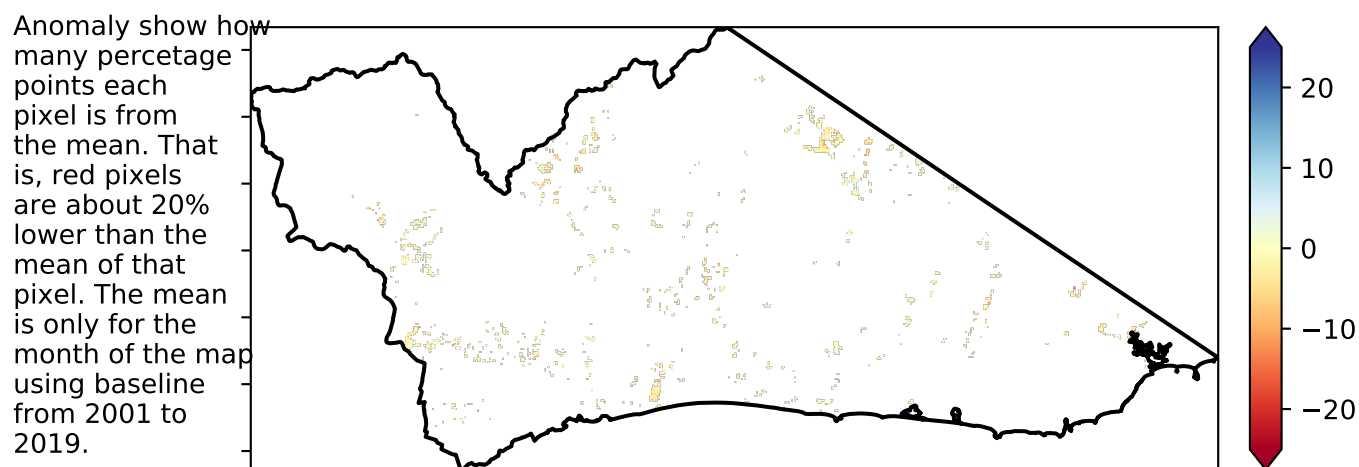 Anomaly show how
many percetage
points each
pixel is from
the mean. That
is, red pixels
are about 20%
lower than the
mean of that
pixel. The mean
is only for the
month of the map
using baseline
from 2001 to
2019.
20
10
0
−10
−20